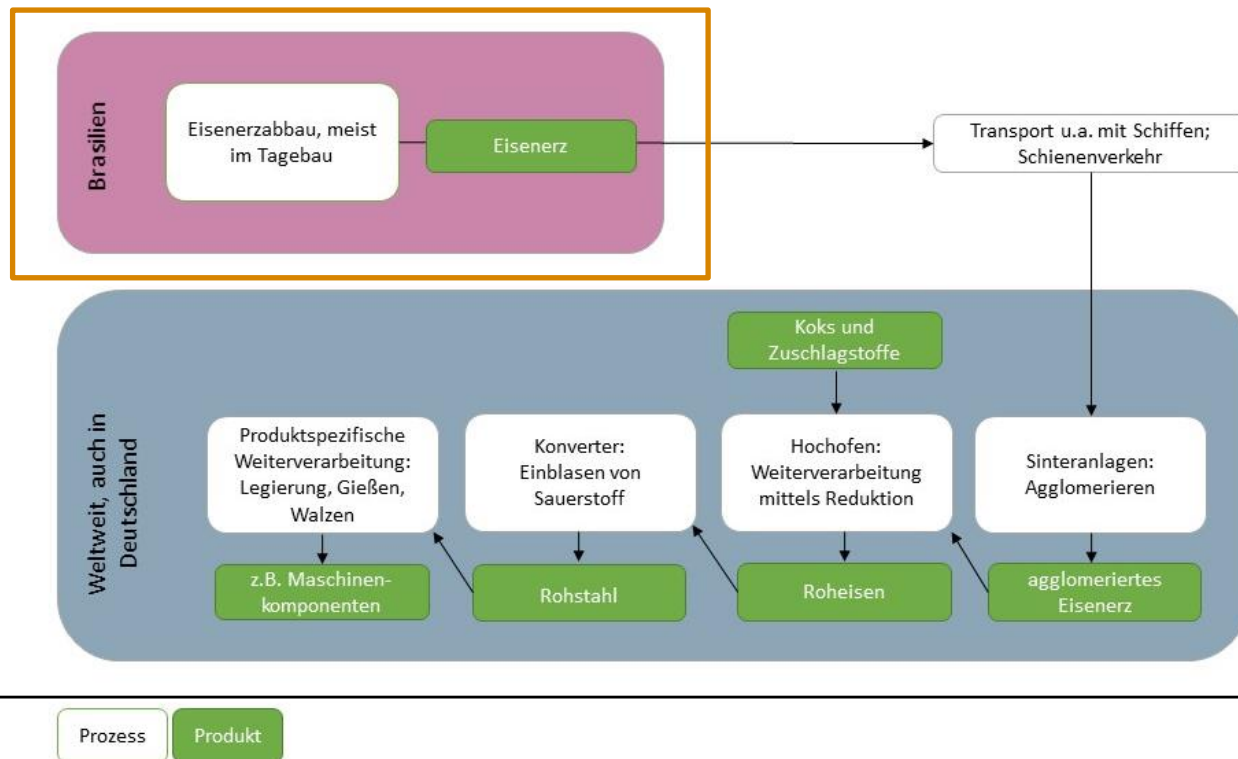 Brasilien
Eisenerzabbau, meist
im Tagebau
Eisenerz
Transport u.a. mit Schiffen;
Schienenverkehr
Weltweit, auch in
Deutschland
Koks und
Zuschlagstoffe
Produktspezifische
Weiterverarbeitung:
Legierung, Gießen,
Walzen
Konverter:
Einblasen von
Sauerstoff
Hochofen:
Weiterverarbeitung
mittels Reduktion
Sinteranlagen:
Agglomerieren
z.B. Maschinen-
komponenten
Rohstahl
Roheisen
agglomeriertes
Eisenerz
Prozess
Produkt